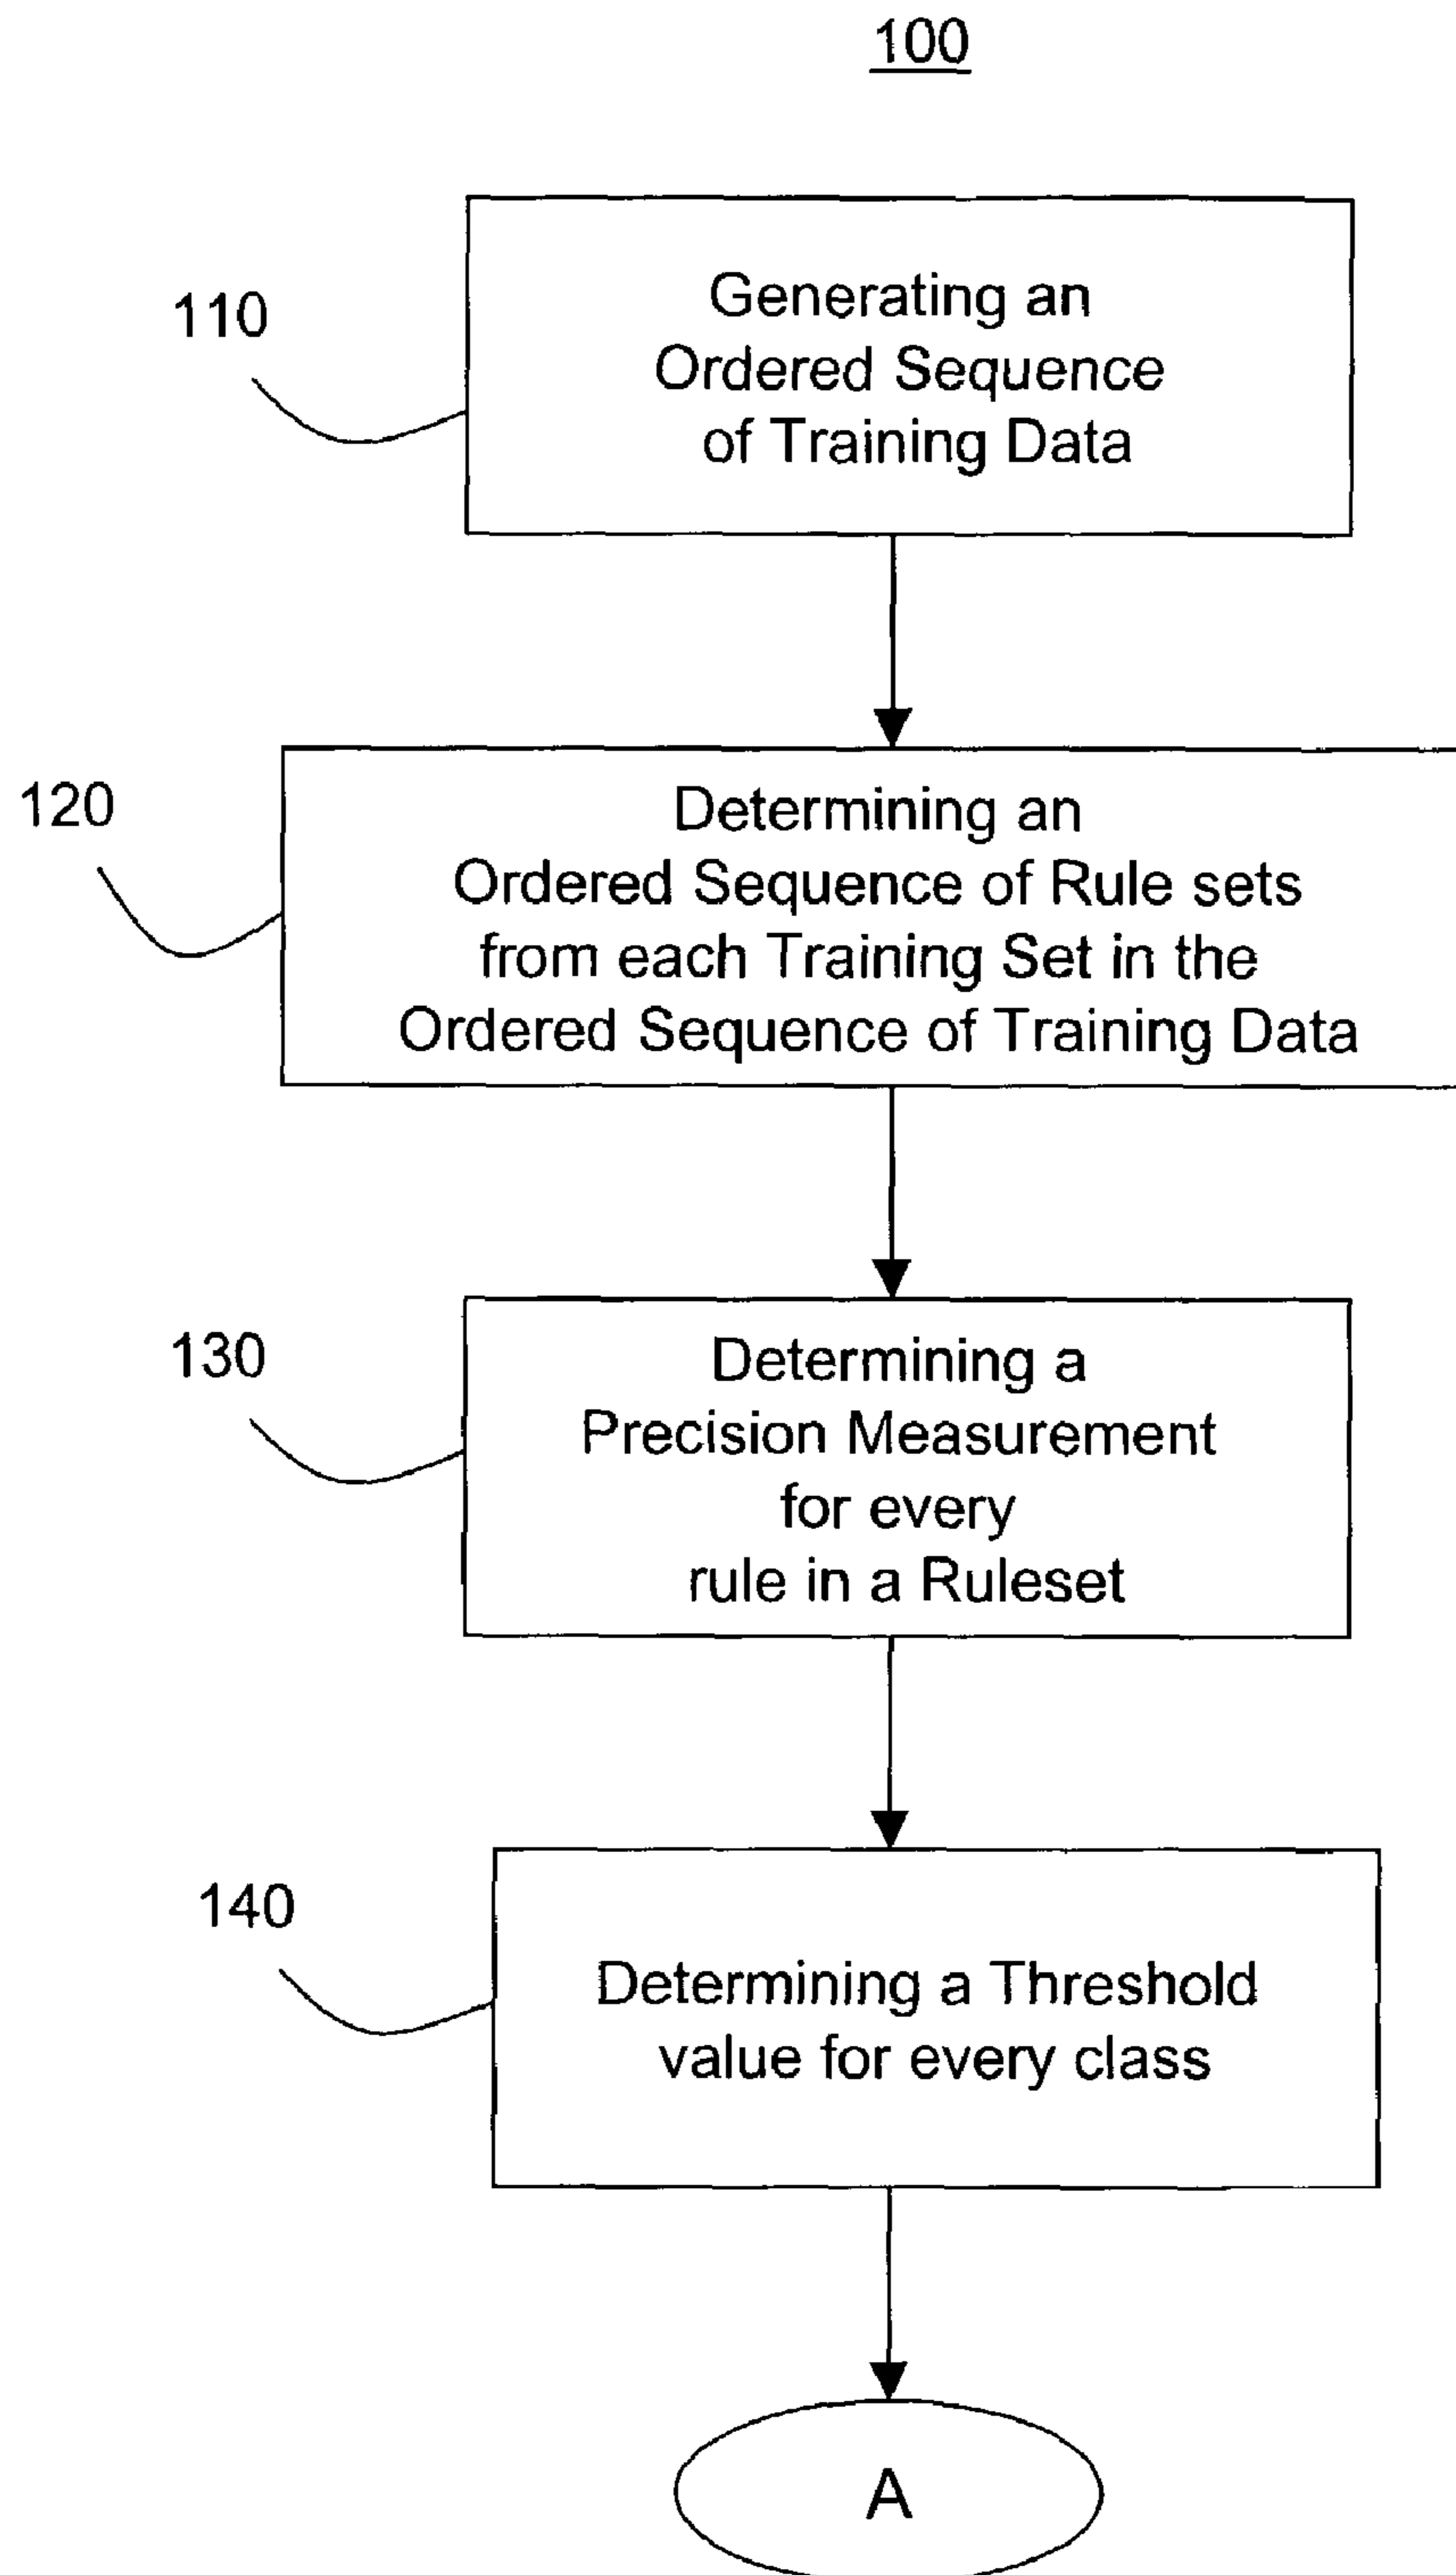 100
110
Generating an
Ordered Sequence
of Training Data
120
Determining an
Ordered Sequence of Rule sets
from each Training Set in the
Ordered Sequence of Training Data
130
Determining a
Precision Measurement
for every
rule in a Ruleset
140
Determining a Threshold
value for every class
A